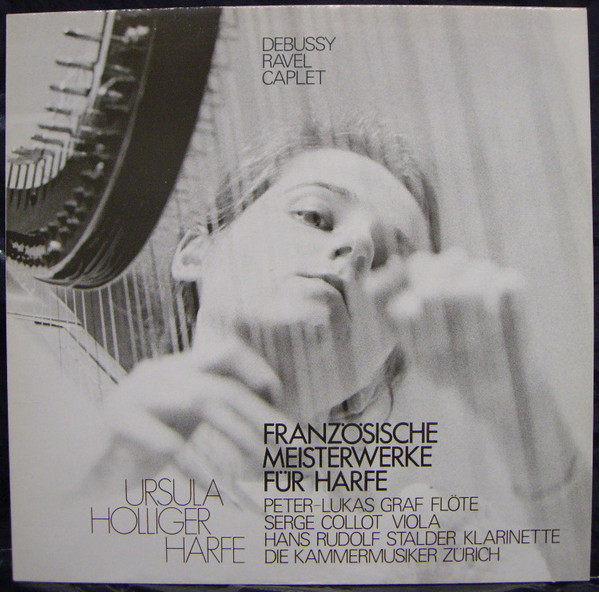 DEBUSSY
RAVEL
CAPLET
FRANZÖSISCHE
MEISTERWERKE
FÜR HARFE
URSULA
HOLLIGER
HARFE
PETER-LUKAS GRAF FLÖTE
SERGE COLLOT VIOLA
HANS RUDOLF STALDER KLARINETTE
DIE KAMMERMUSIKER ZÜRICH